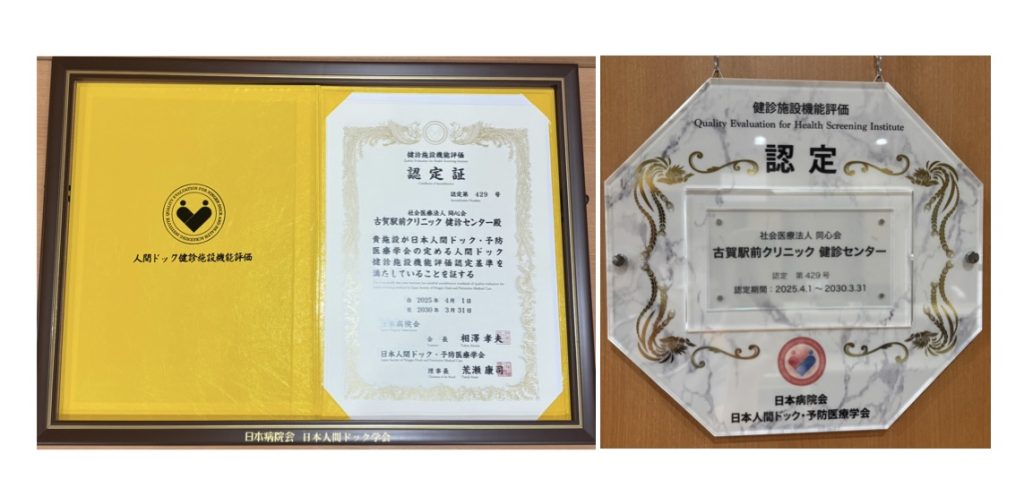 人間ドック健診施設機能評価
日本病院会 日本人間ドック学会
健診施設機能評価
Quality Evaluation for Health Screening Institute
認定証
認定第 429 号
社会医療法人 同心会
古賀駅前クリニック 健診センター殿
貴施設が日本人間ドック・予防
医療学会の定める人間ドック
健診施設機能評価認定基準を
満たしていることを証する
自 2025年 4月 1日
至 2030年 3月31日
日本病院会
会長 相澤孝夫
日本人間ドック・予防医療学会
理事長 荒瀬康司
健診施設機能評価
Quality Evaluation for Health Screening Institute
認定
社会医療法人 同心会
古賀駅前クリニック 健診センター
認定 第429号
認定期間：2025.4.1 ～ 2030.3.31
日本病院会
日本人間ドック・予防医療学会